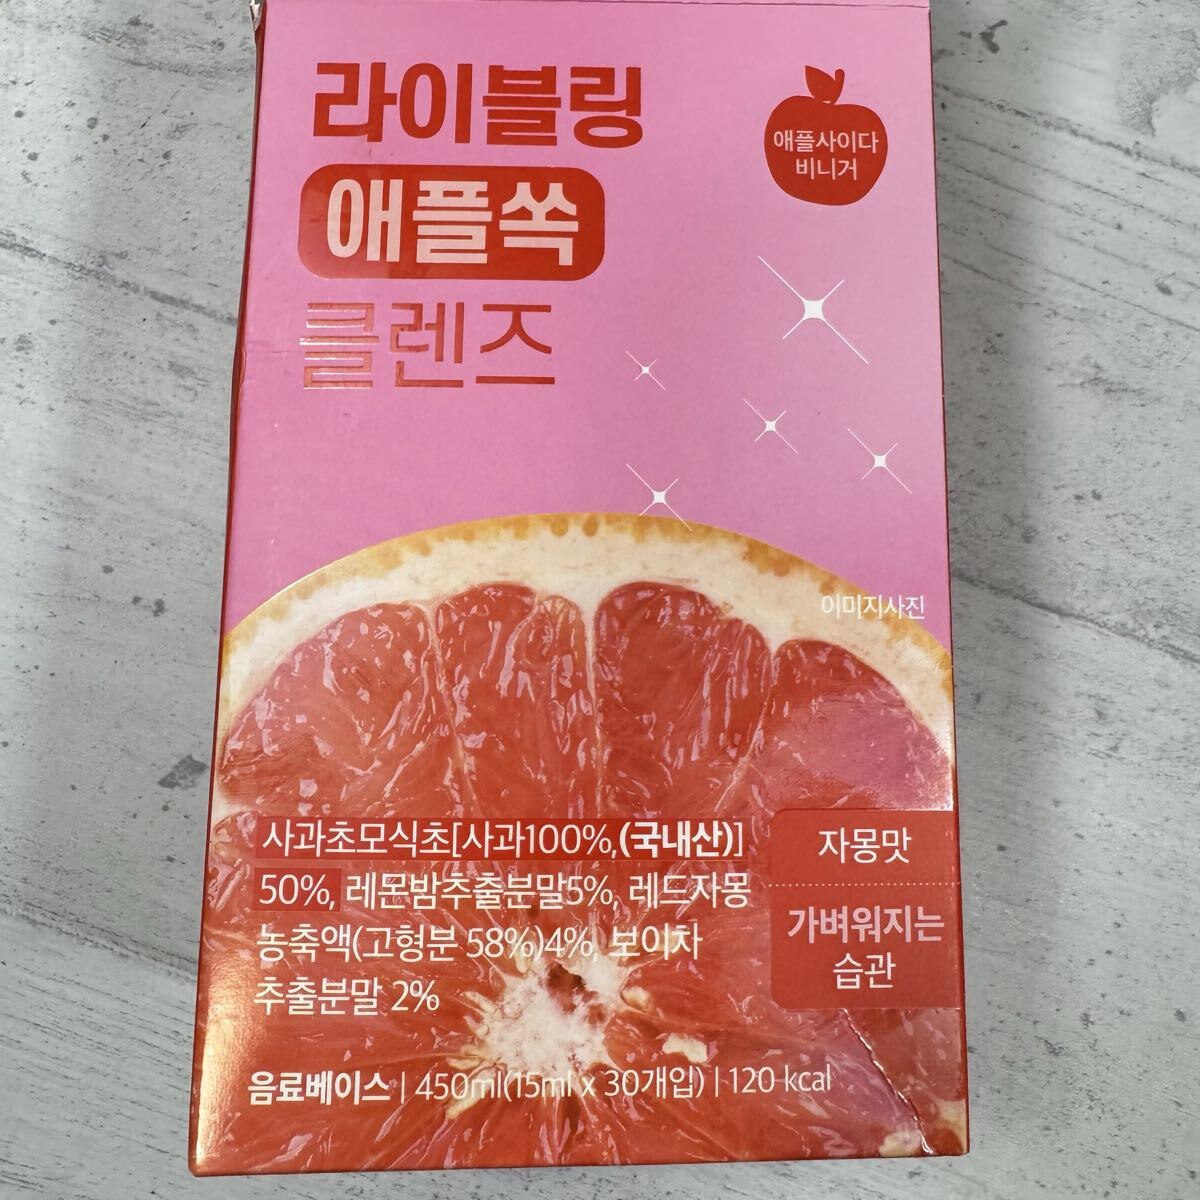 라이블링
애플쏙
클렌즈
애플사이다
비니거
이미지사진
사과초모식초[사과100%,(국내산)]
50%, 레몬밤추출분말5%, 레드자몽
농축액(고형분 58%)4%, 보이차
추출분말 2%
자몽맛
가벼워지는
습관
음료베이스 | 450ml(15ml x 30개입) | 120 kcal